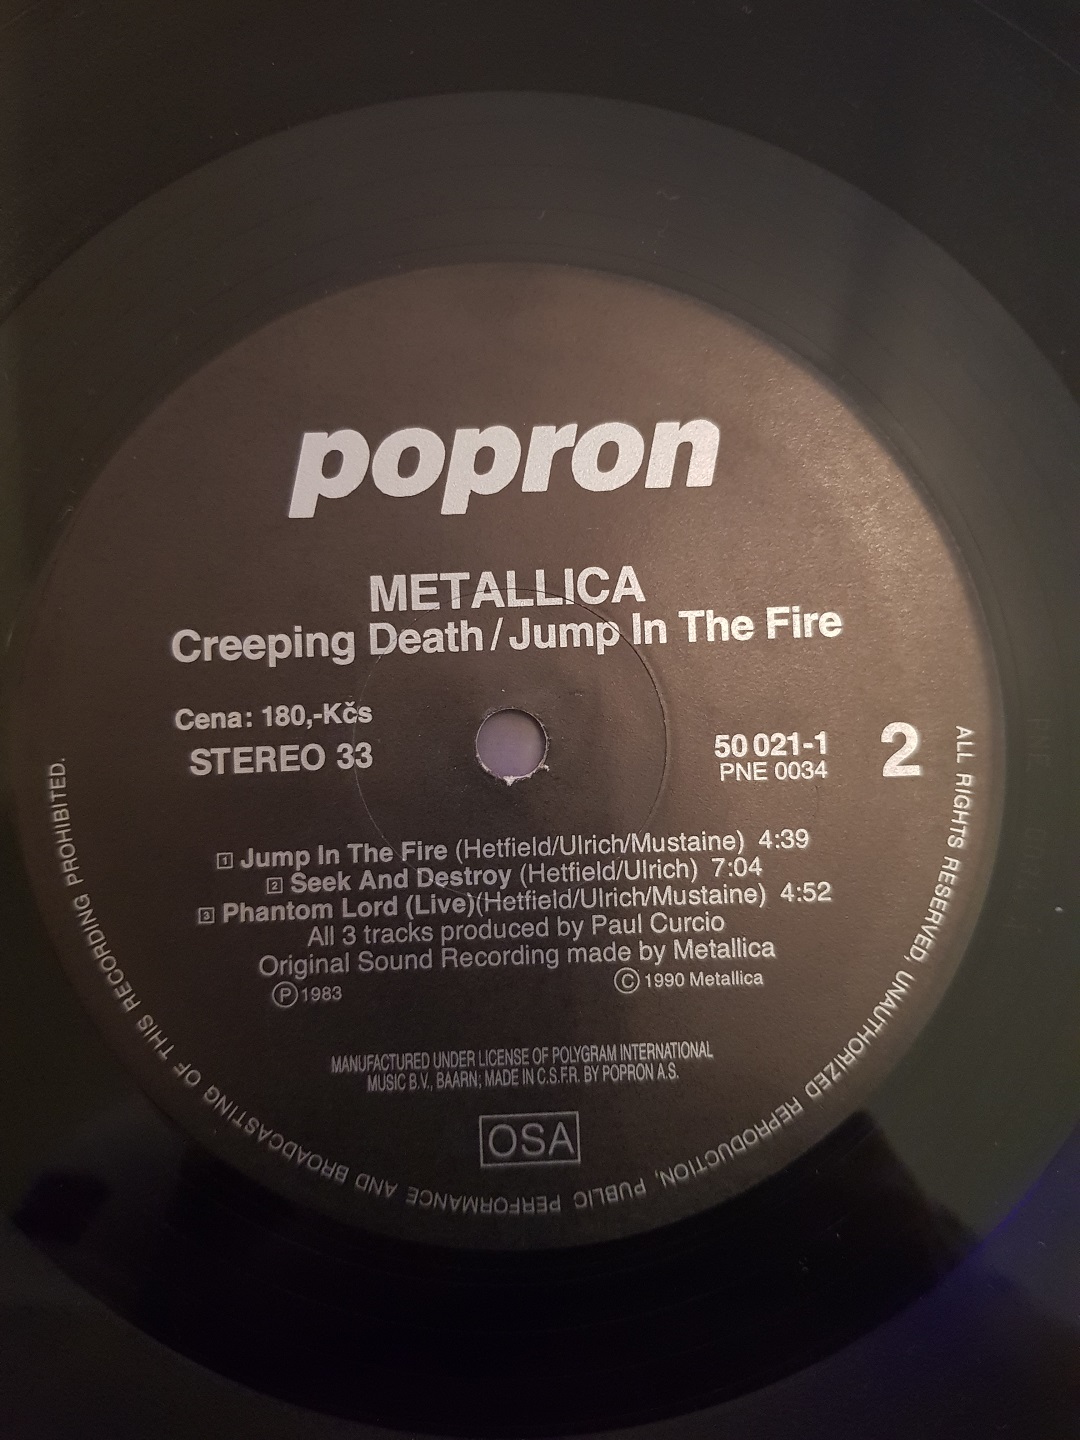 popron
METALLICA
Creeping Death/Jump In The Fire
Cena: 180,-Kčs
STEREO 33
50 021-1
PNE 0034
2
1 Jump In The Fire (Hetfield/Ulrich/Mustaine) 4:39
2 Seek And Destroy (Hetfield/Ulrich) 7:04
3 Phantom Lord (Live)(Hetfield/Ulrich/Mustaine) 4:52
All 3 tracks produced by Paul Curcio
Original Sound Recording made by Metallica
Ⓟ 1983
© 1990 Metallica
MANUFACTURED UNDER LICENSE OF POLYGRAM INTERNATIONAL
MUSIC B.V., BAARN; MADE IN C.S.F.R. BY POPRON A.S.
OSA
ALL RIGHTS RESERVED, UNAUTHORIZED REPRODUCTION, PUBLIC PERFORMANCE AND BROADCASTING OF THIS RECORDING PROHIBITED.